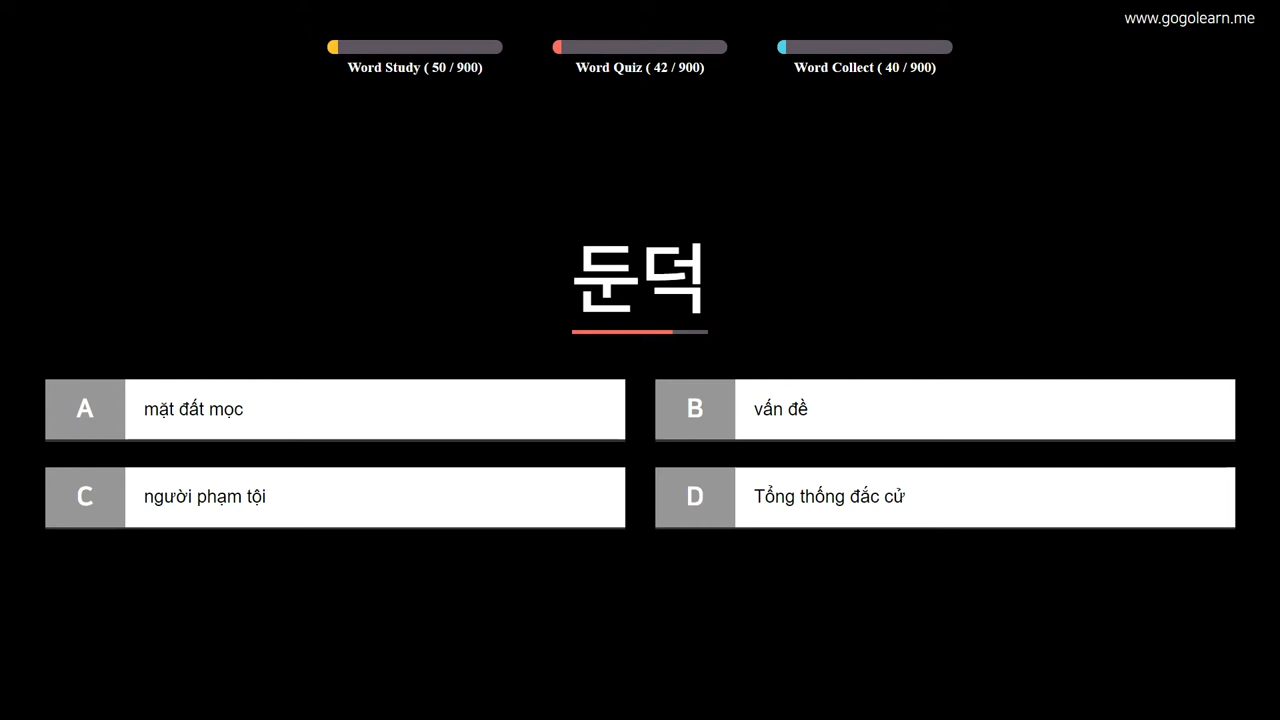 www.gogolearn.me
Word Study ( 50 / 900)
Word Quiz ( 42 / 900)
Word Collect ( 40 / 900)
둔덕
A mặt đất mọc
B vấn đề
C người phạm tội
D Tổng thống đắc cử